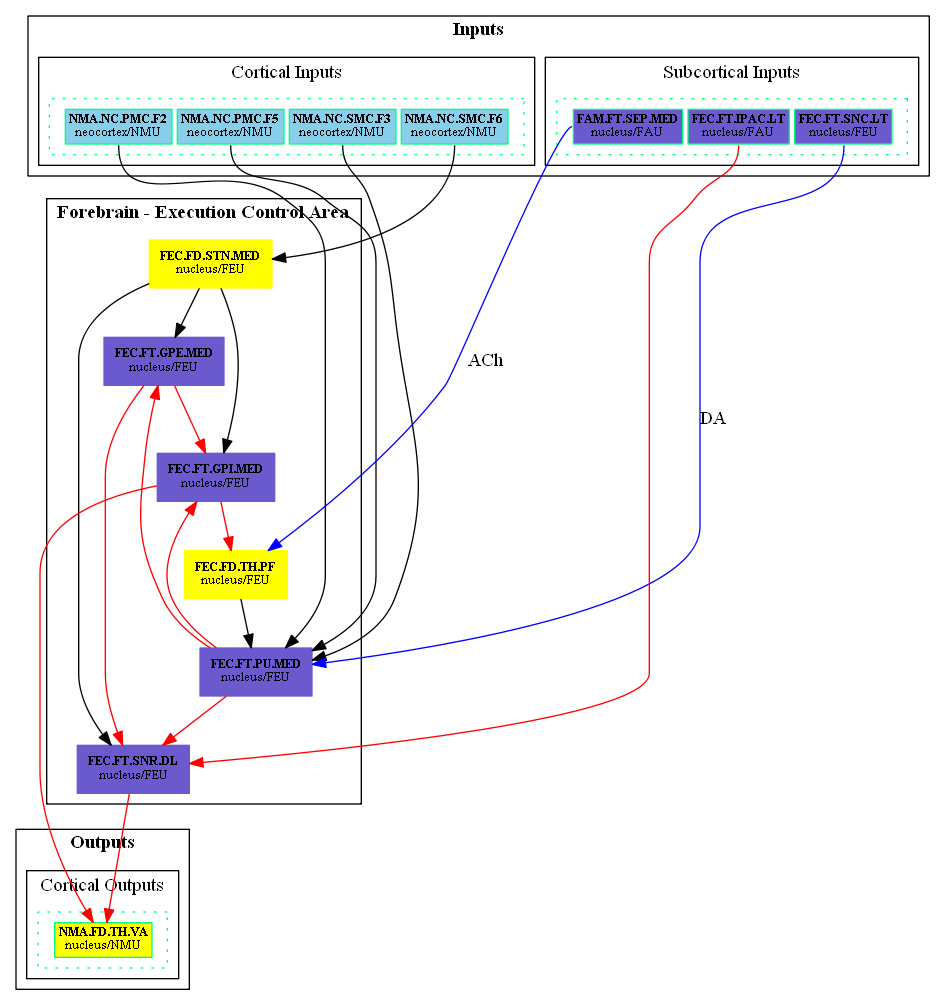 Inputs
Cortical Inputs
Subcortical Inputs
NMA.NC.PMC.F2
neocortex/NMU
NMA.NC.PMC.F5
neocortex/NMU
NMA.NC.SMC.F3
neocortex/NMU
NMA.NC.SMC.F6
neocortex/NMU
FAM.FT.SEP.MED
nucleus/FAU
FEC.FT.IPAC.LT
nucleus/FAU
FEC.FT.SNC.LT
nucleus/FEU
Forebrain - Execution Control Area
FEC.FD.STN.MED
nucleus/FEU
FEC.FT.GPE.MED
nucleus/FEU
ACh
DA
FEC.FT.GPI.MED
nucleus/FEU
FEC.FD.TH.PF
nucleus/FEU
FEC.FT.PU.MED
nucleus/FEU
FEC.FT.SNR.DL
nucleus/FEU
Outputs
Cortical Outputs
NMA.FD.TH.VA
nucleus/NMU